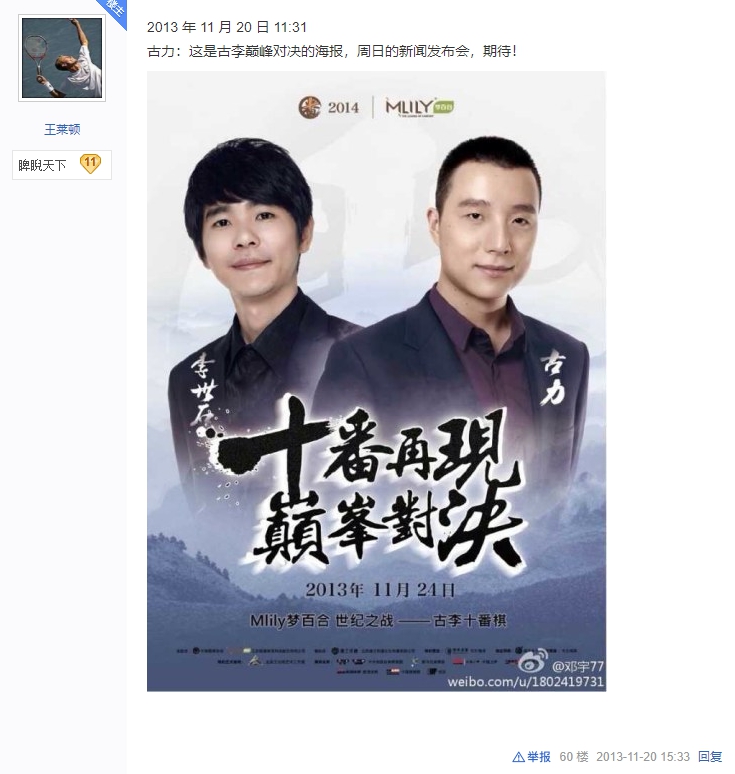 楼主
2013 年 11 月 20 日 11:31
古力：这是古李巅峰对决的海报，周日的新闻发布会，期待！
王莱顿
睥睨天下 11
2014 MLILY 梦百合
李世石
古力
十番再現
巔峯對決
2013年 11月 24日
Mlily梦百合 世纪之战 ——古李十番棋
@邓宇77
weibo.com/u/1802419731
举报 60 楼 2013-11-20 15:33 回复